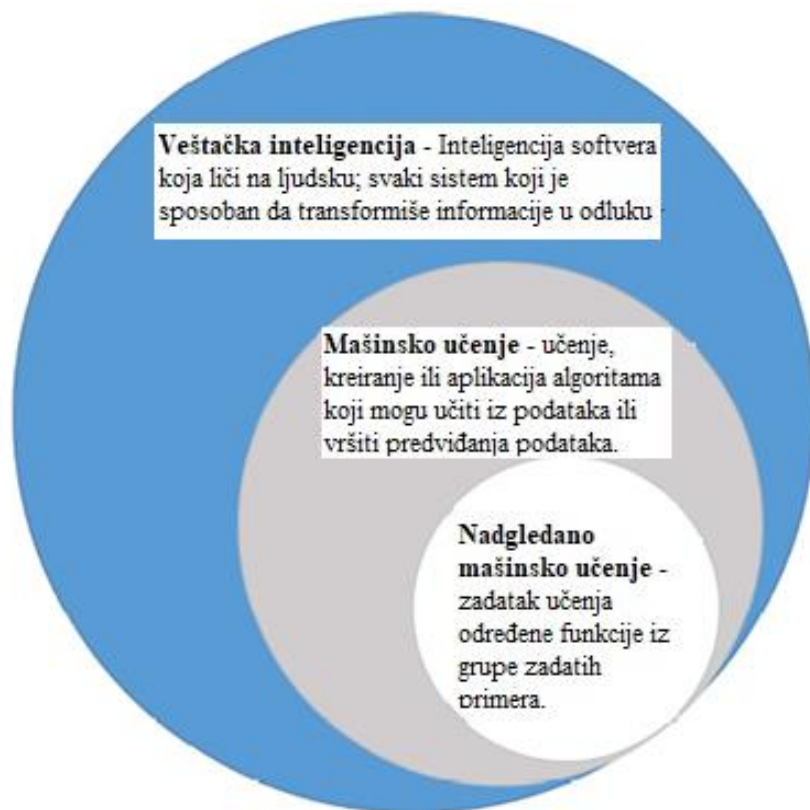 Veštačka inteligencija - Inteligencija softvera
koja liči na ljudsku; svaki sistem koji je
sposoban da transformiše informacije u odluku
Mašinsko učenje - učenje,
kreiranje ili aplikacija algoritama
koji mogu učiti iz podataka ili
vršiti predviđanja podataka.
Nadgledano
mašinsko učenje -
zadatak učenja
određene funkcije iz
grupe zadatih
primera.